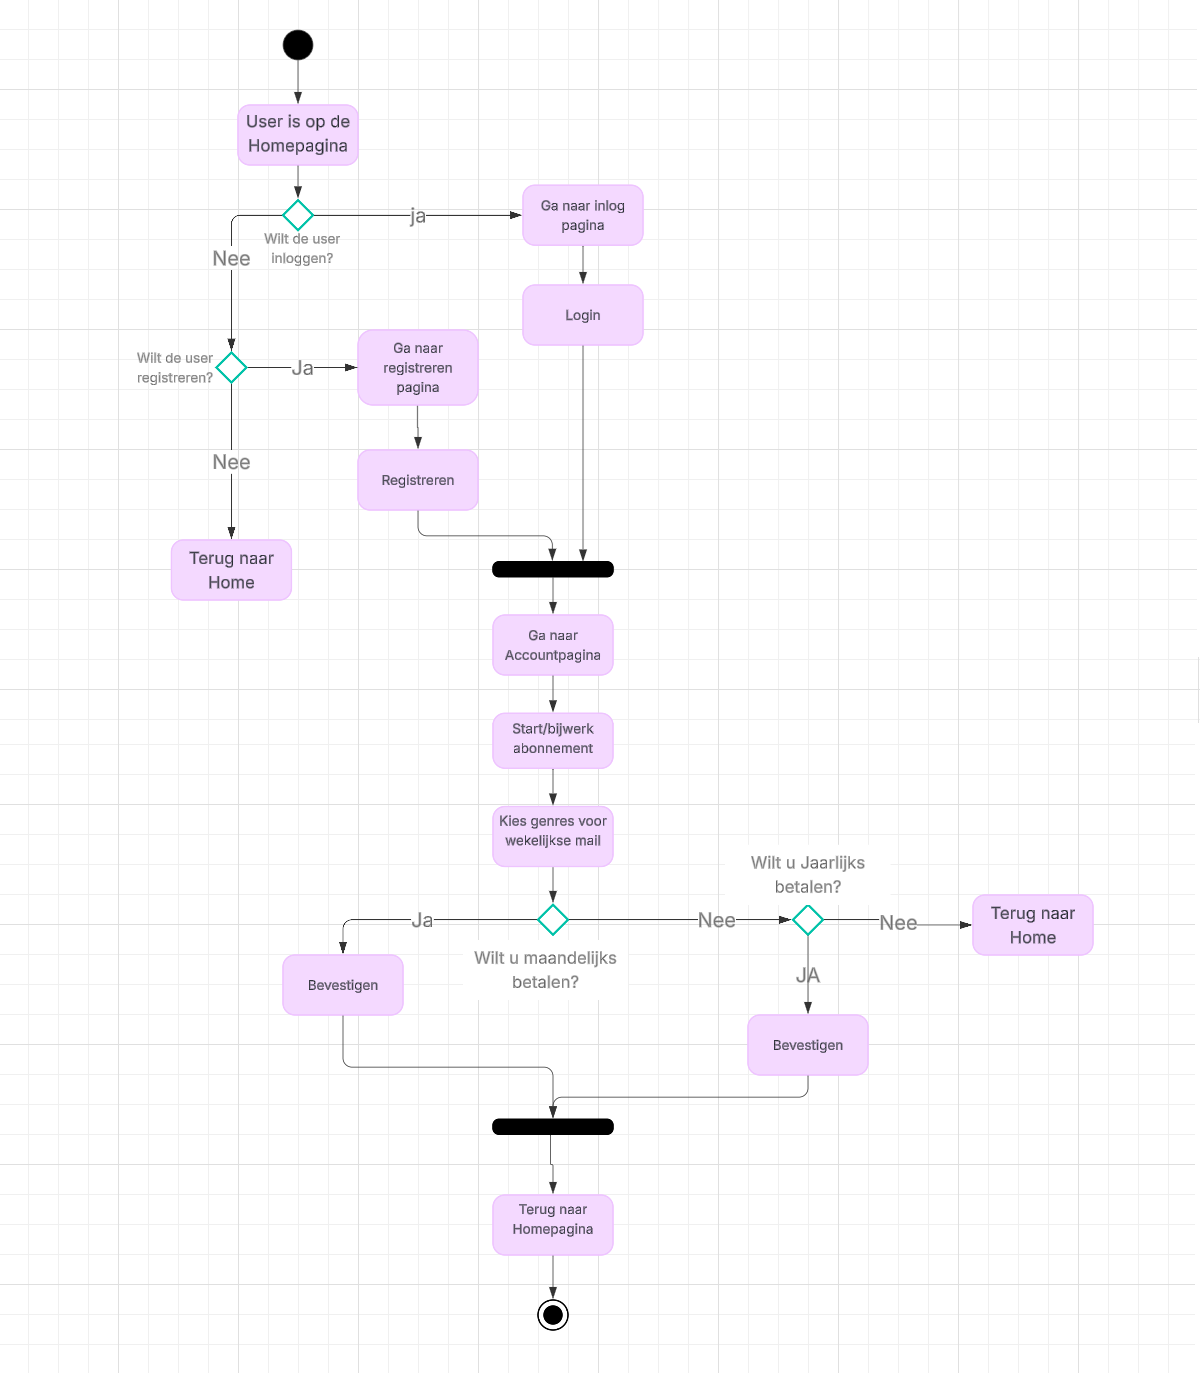 User is op de
Homepagina
ja
Ga naar inlog
pagina
Wilt de user
inloggen?
Nee
Login
Wilt de user
registreren?
Ja
Ga naar
registreren
pagina
Nee
Registreren
Terug naar
Home
Ga naar
Accountpagina
Start/bijwerk
abonnement
Kies genres voor
wekelijkse mail
Wilt u Jaarlijks
betalen?
Ja
Nee
Nee
Terug naar
Home
Wilt u maandelijks
betalen?
JA
Bevestigen
Bevestigen
Terug naar
Homepagina